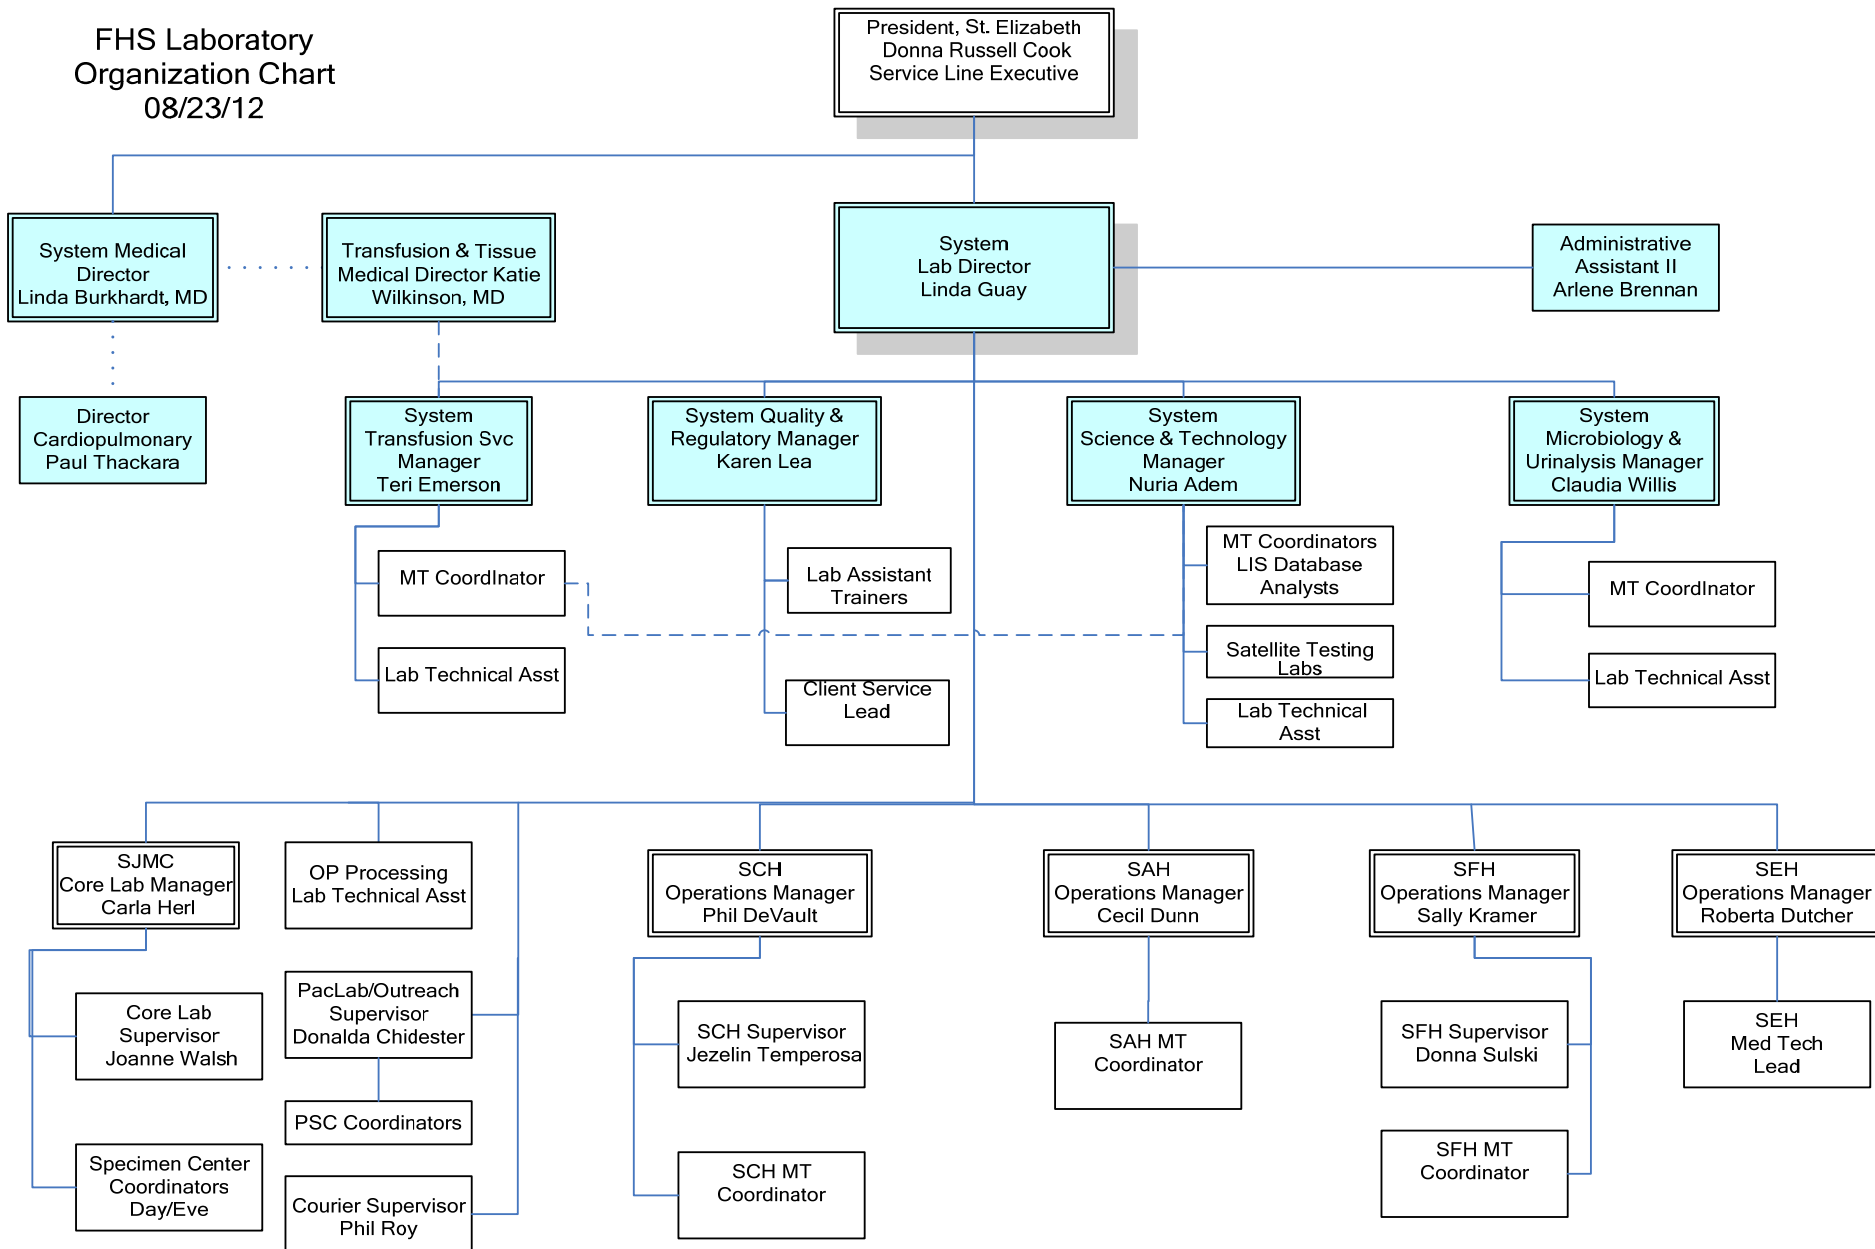 FHS Laboratory
Organization Chart
08/23/12
President, St. Elizabeth
Donna Russell Cook
Service Line Executive
System Medical
Director
Linda Burkhardt, MD
Transfusion & Tissue
Medical Director Katie
Wilkinson, MD
System
Lab Director
Linda Guay
Administrative
Assistant II
Arlene Brennan
Director
Cardiopulmonary
Paul Thackara
System
Transfusion Svc
Manager
Teri Emerson
System Quality &
Regulatory Manager
Karen Lea
System
Science & Technology
Manager
Nuria Adem
System
Microbiology &
Urinalysis Manager
Claudia Willis
MT CoordInator
Lab Technical Asst
Lab Assistant
Trainers
Client Service
Lead
MT Coordinators
LIS Database
Analysts
Satellite Testing
Labs
Lab Technical
Asst
MT CoordInator
Lab Technical Asst
SJMC
Core Lab Manager
Carla Herl
OP Processing
Lab Technical Asst
SCH
Operations Manager
Phil DeVault
SAH
Operations Manager
Cecil Dunn
SFH
Operations Manager
Sally Kramer
SEH
Operations Manager
Roberta Dutcher
Core Lab
Supervisor
Joanne Walsh
PacLab/Outreach
Supervisor
Donalda Chidester
SCH Supervisor
Jezelin Temperosa
SAH MT
Coordinator
SFH Supervisor
Donna Sulski
SEH
Med Tech
Lead
PSC Coordinators
Specimen Center
Coordinators
Day/Eve
Courier Supervisor
Phil Roy
SCH MT
Coordinator
SFH MT
Coordinator